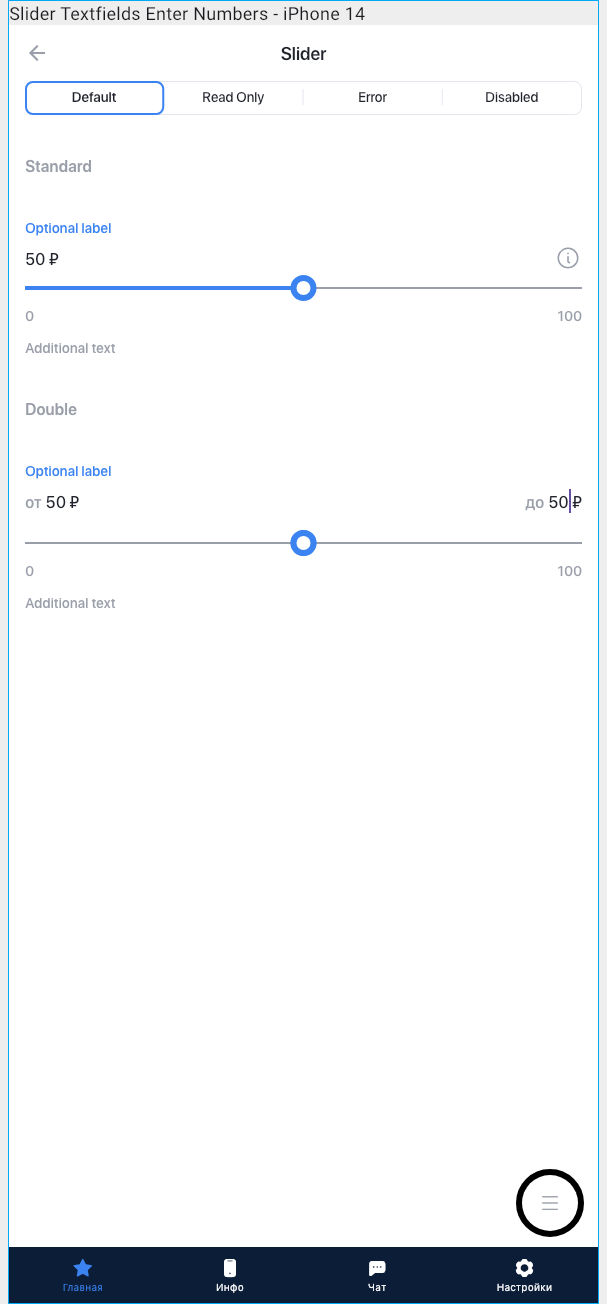 Slider Textfields Enter Numbers - iPhone 14
Slider
Default Read Only Error Disabled
Standard
Optional label
50 ₽
0 100
Additional text
Double
Optional label
от 50 ₽ до 50 ₽
0 100
Additional text
Главная Инфо Чат Настройки